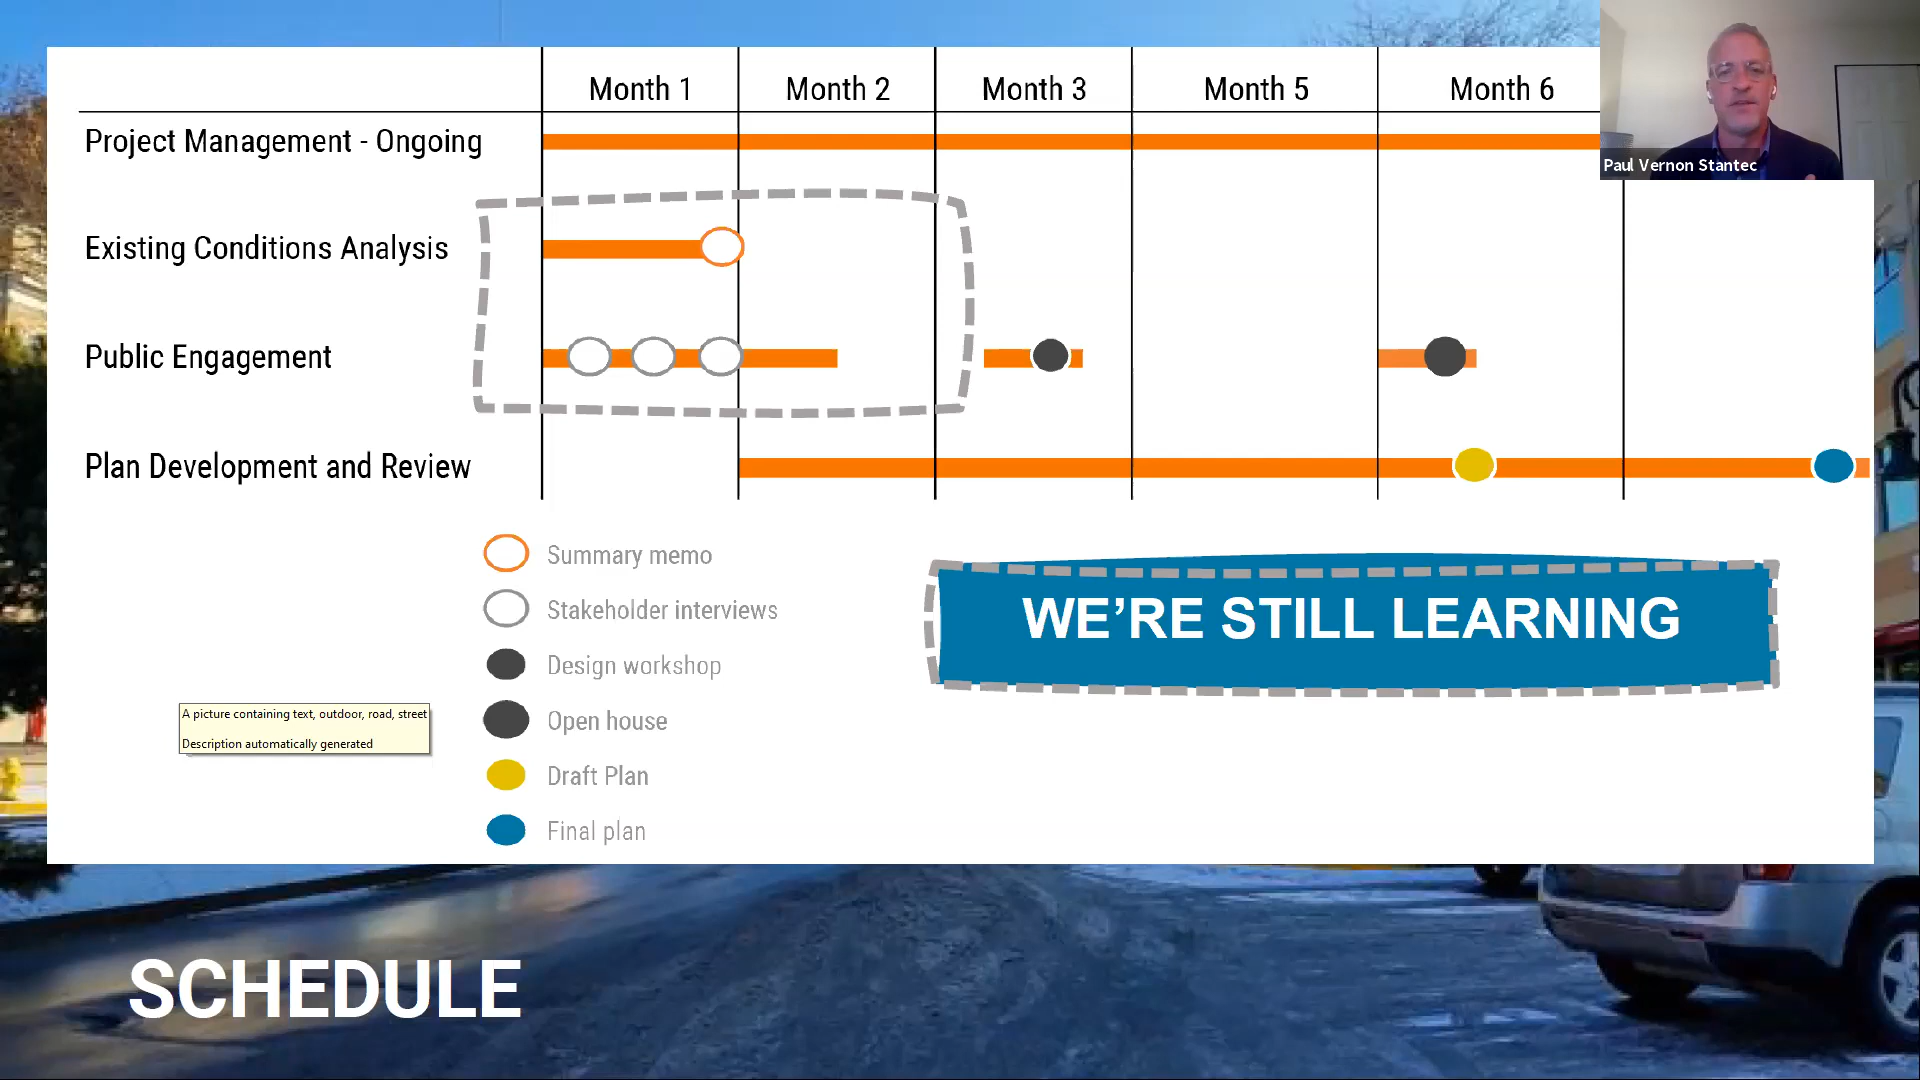 Month 1 Month 2 Month 3 Month 5 Month 6
Paul Vernon Stantec
Project Management - Ongoing
Existing Conditions Analysis
Public Engagement
Plan Development and Review
Summary memo
Stakeholder interviews
Design workshop
Open house
Draft Plan
Final plan
WE’RE STILL LEARNING
A picture containing text, outdoor, road, street
Description automatically generated
SCHEDULE